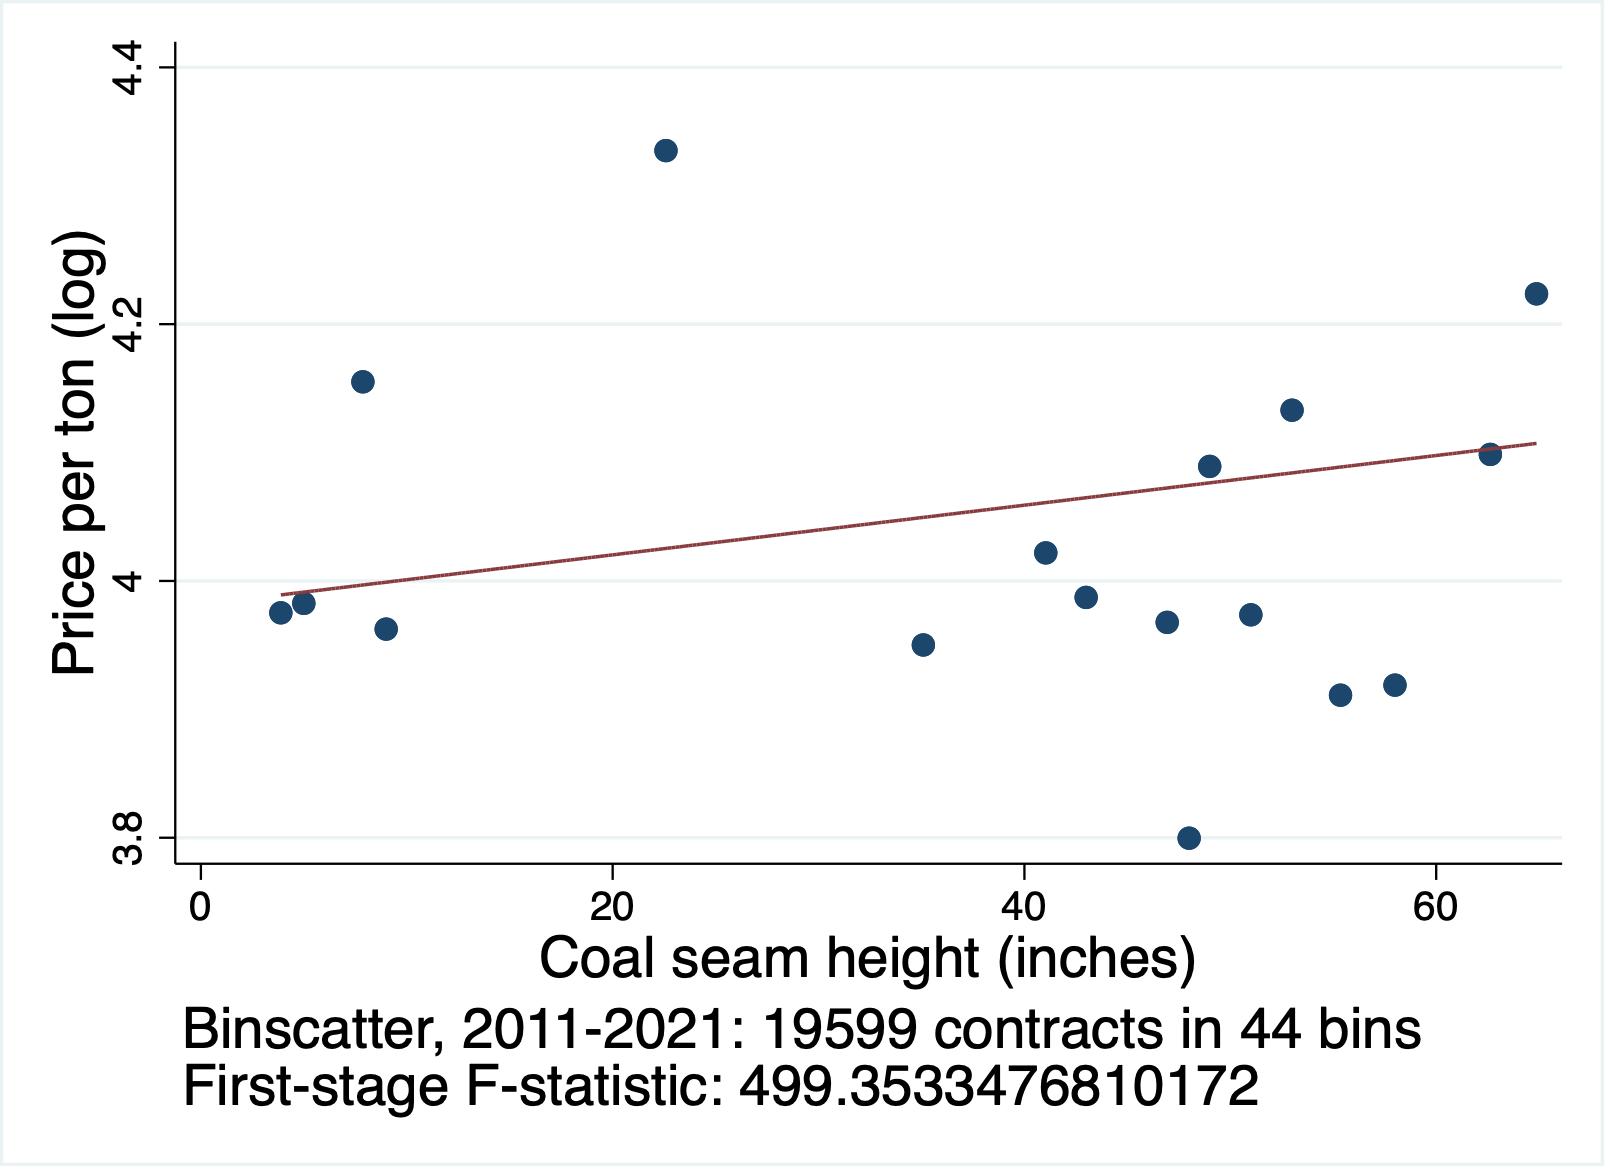 4.4
4.2
4
3.8
Price per ton (log)
0 20 40 60
Coal seam height (inches)
Binscatter, 2011-2021: 19599 contracts in 44 bins
First-stage F-statistic: 499.3533476810172